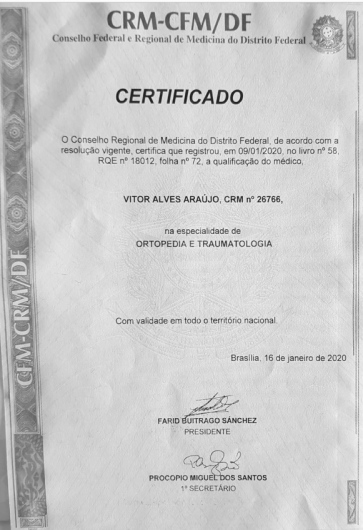 CRM-CFM/DF
Conselho Federal e Regional de Medicina do Distrito Federal
CERTIFICADO
O Conselho Regional de Medicina do Distrito Federal, de acordo com a
resolução vigente, certifica que registrou, em 09/01/2020, no livro nº 58,
RQE nº 18012, folha nº 72, a qualificação do médico,
VITOR ALVES ARAÚJO, CRM nº 26766,
na especialidade de
ORTOPEDIA E TRAUMATOLOGIA
Com validade em todo o território nacional.
Brasília, 16 de janeiro de 2020
FARID BUITRAGO SÁNCHEZ
PRESIDENTE
PROCOPIO MIGUEL DOS SANTOS
1º SECRETÁRIO
CFM-CRM/DF